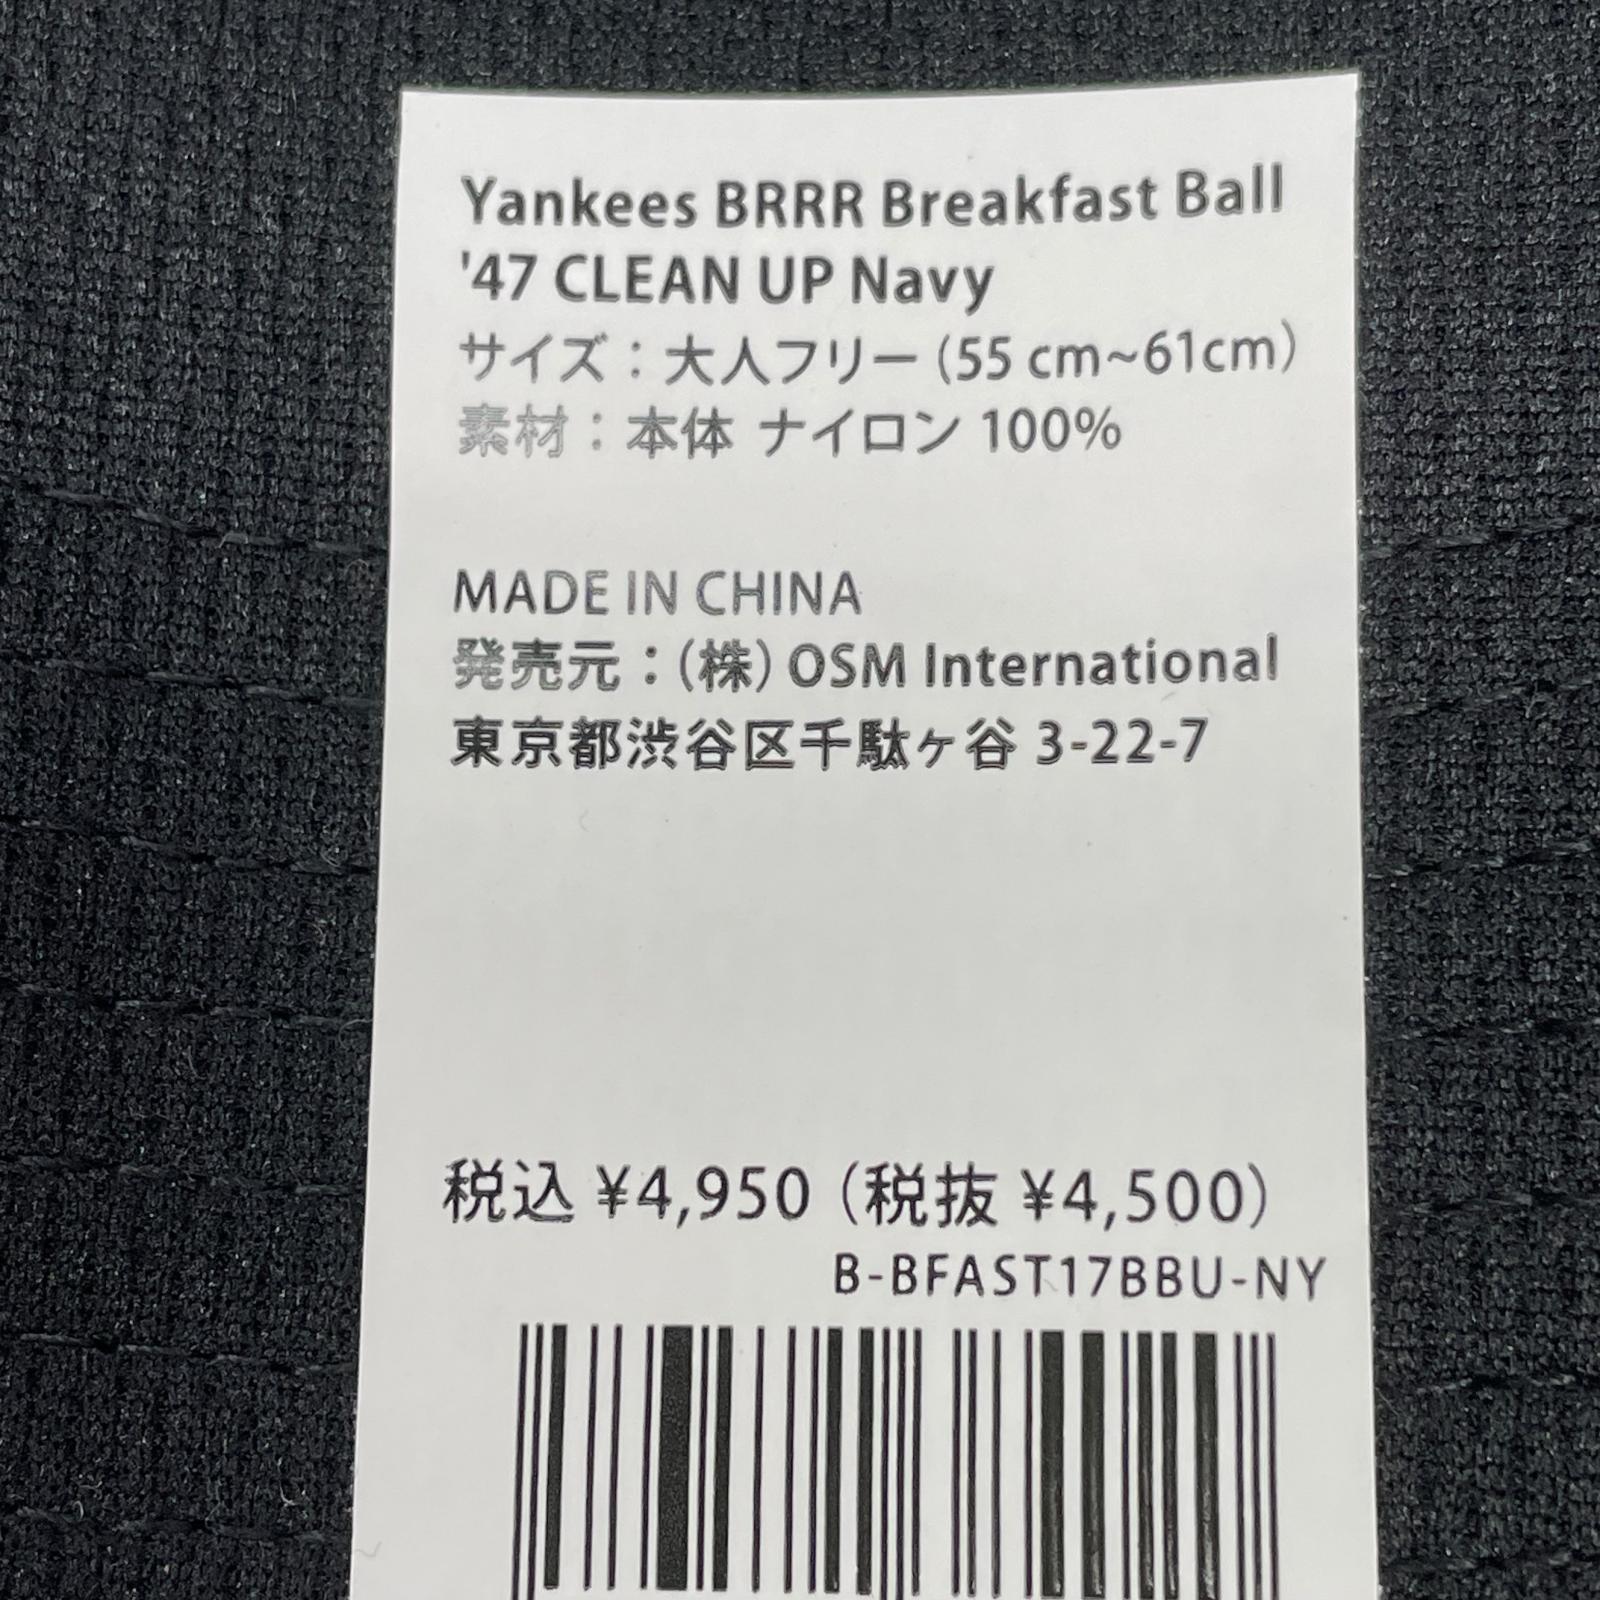 Yankees BRRR Breakfast Ball
'47 CLEAN UP Navy
サイズ：大人フリー (55 cm~61cm)
素材：本体 ナイロン 100%
MADE IN CHINA
発売元：(株) OSM International
東京都渋谷区千駄ヶ谷 3-22-7
税込 ¥4,950 (税抜 ¥4,500)
B-BFAST17BBU-NY